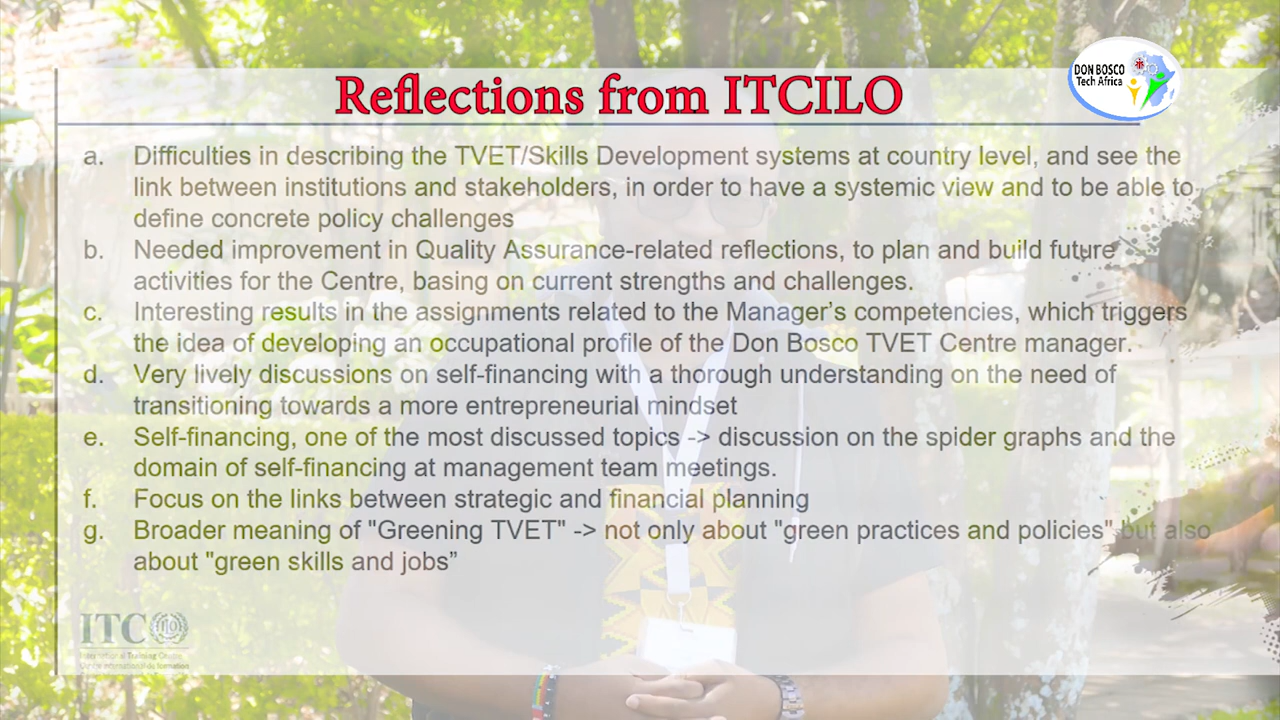 Reflections from ITCILO
DON BOSCO
Tech Africa
a. Difficulties in describing the TVET/Skills Development systems at country level, and see the
link between institutions and stakeholders, in order to have a systemic view and to be able to
define concrete policy challenges
b. Needed improvement in Quality Assurance-related reflections, to plan and build future
activities for the Centre, basing on current strengths and challenges.
c. Interesting results in the assignments related to the Manager’s competencies, which triggers
the idea of developing an occupational profile of the Don Bosco TVET Centre manager.
d. Very lively discussions on self-financing with a thorough understanding on the need of
transitioning towards a more entrepreneurial mindset
e. Self-financing, one of the most discussed topics -> discussion on the spider graphs and the
domain of self-financing at management team meetings.
f. Focus on the links between strategic and financial planning
g. Broader meaning of "Greening TVET" -> not only about "green practices and policies" but also
about "green skills and jobs”
ITC
International Training Centre
Centre international de formation